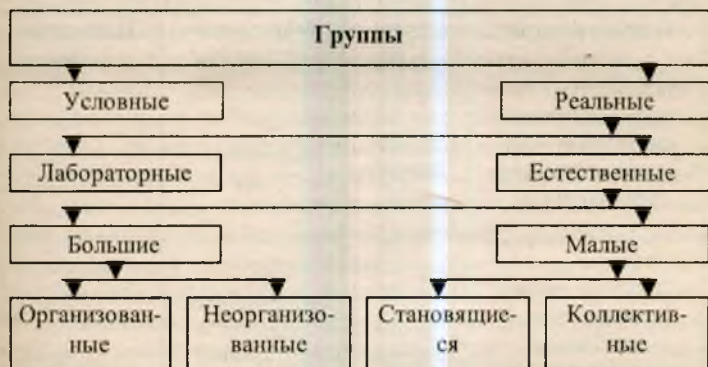 Группы
Условные
Реальные
Лабораторные
Естественные
Большие
Малые
Организован-
ные
Неорганизо-
ванные
Становящие-
ся
Коллектив-
ные